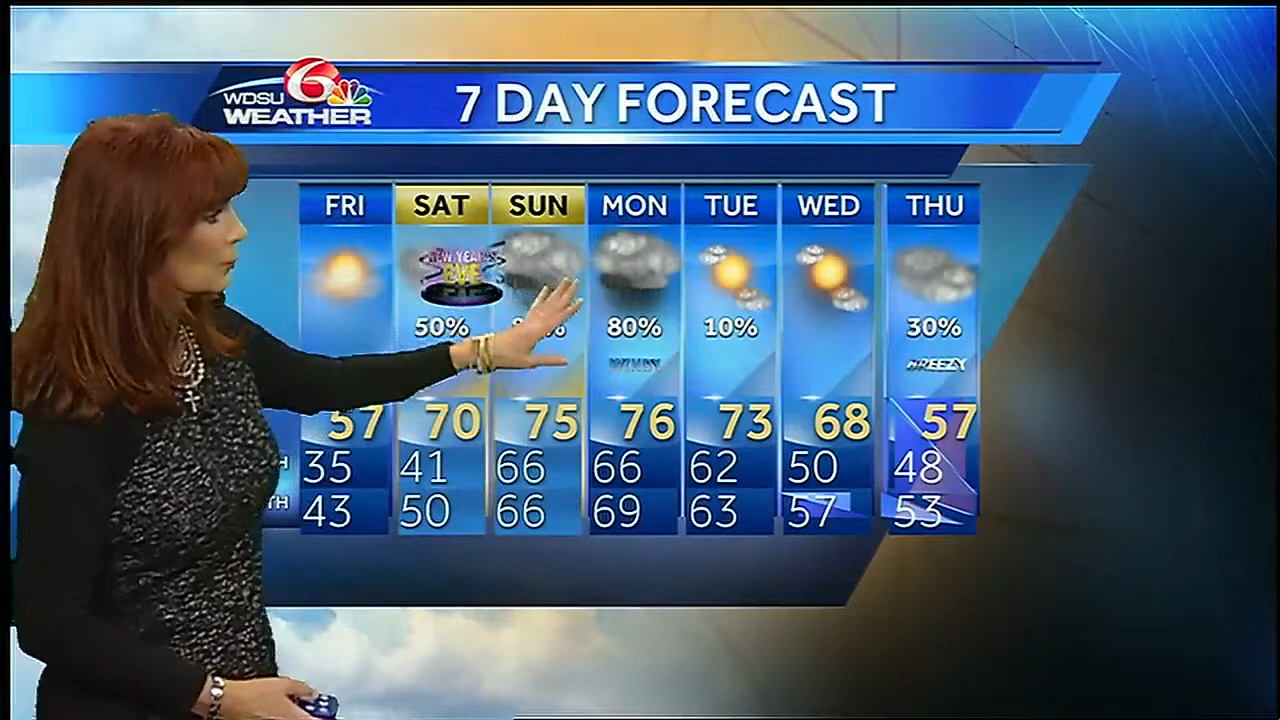 WDSU 6
WEATHER
7 DAY FORECAST
FRI SAT SUN MON TUE WED THU
NEW YEAR'S
EVE
50% % 80% 10% 30%
WINDY BREEZY
57 70 75 76 73 68 57
H 35 41 66 66 62 50 48
TH 43 50 66 69 63 57 53